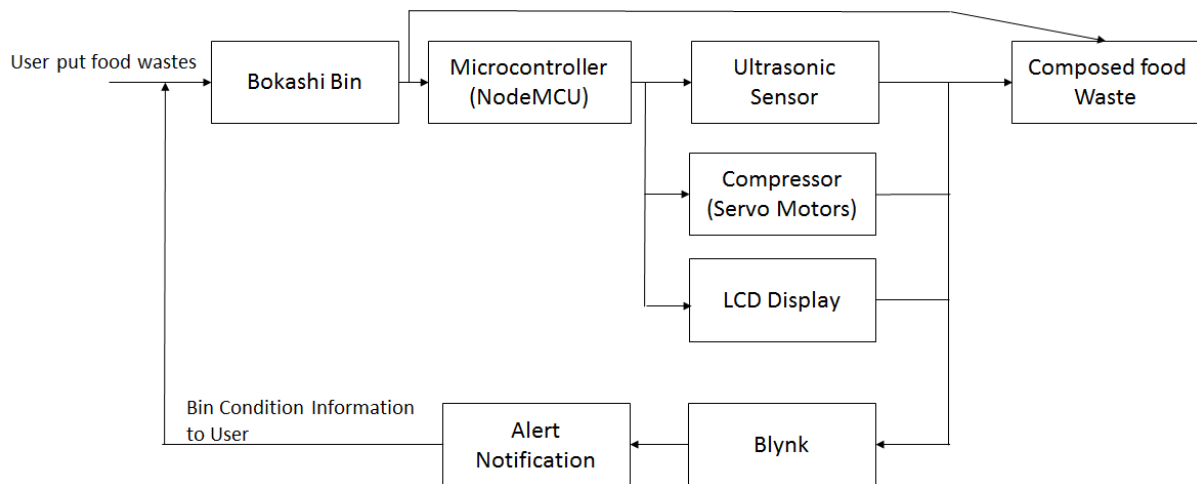 User put food wastes
Bokashi Bin
Microcontroller
(NodeMCU)
Ultrasonic
Sensor
Composed food
Waste
Compressor
(Servo Motors)
LCD Display
Bin Condition Information
to User
Alert
Notification
Blynk